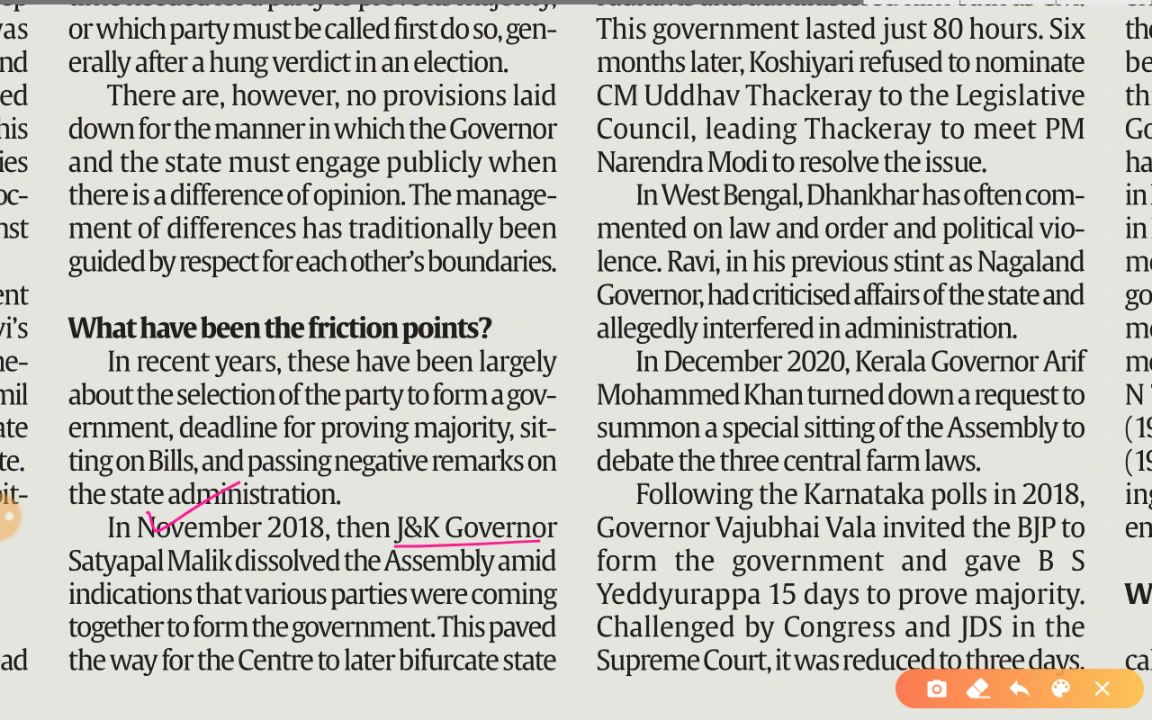 or which party must be called first do so, gen-
erally after a hung verdict in an election.
There are, however, no provisions laid
down for the manner in which the Governor
and the state must engage publicly when
there is a difference of opinion. The manage-
ment of differences has traditionally been
guided by respect for each other's boundaries.
What have been the friction points?
In recent years, these have been largely
about the selection of the party to form a gov-
ernment, deadline for proving majority, sit-
ting on Bills, and passing negative remarks on
the state administration.
In November 2018, then J&K Governor
Satyapal Malik dissolved the Assembly amid
indications that various parties were coming
together to form the government. This paved
the way for the Centre to later bifurcate state
This government lasted just 80 hours. Six
months later, Koshiyari refused to nominate
CM Uddhav Thackeray to the Legislative
Council, leading Thackeray to meet PM
Narendra Modi to resolve the issue.
In West Bengal, Dhankhar has often com-
mented on law and order and political vio-
lence. Ravi, in his previous stint as Nagaland
Governor, had criticised affairs of the state and
allegedly interfered in administration.
In December 2020, Kerala Governor Arif
Mohammed Khan turned down a request to
summon a special sitting of the Assembly to
debate the three central farm laws.
Following the Karnataka polls in 2018,
Governor Vajubhai Vala invited the BJP to
form the government and gave B S
Yeddyurappa 15 days to prove majority.
Challenged by Congress and JDS in the
Supreme Court, it was reduced to three days.